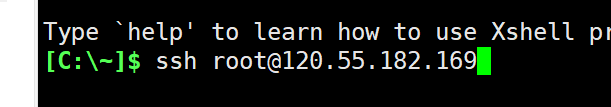 Type `help' to learn how to use Xshell
[C:\~]$ ssh root@120.55.182.169